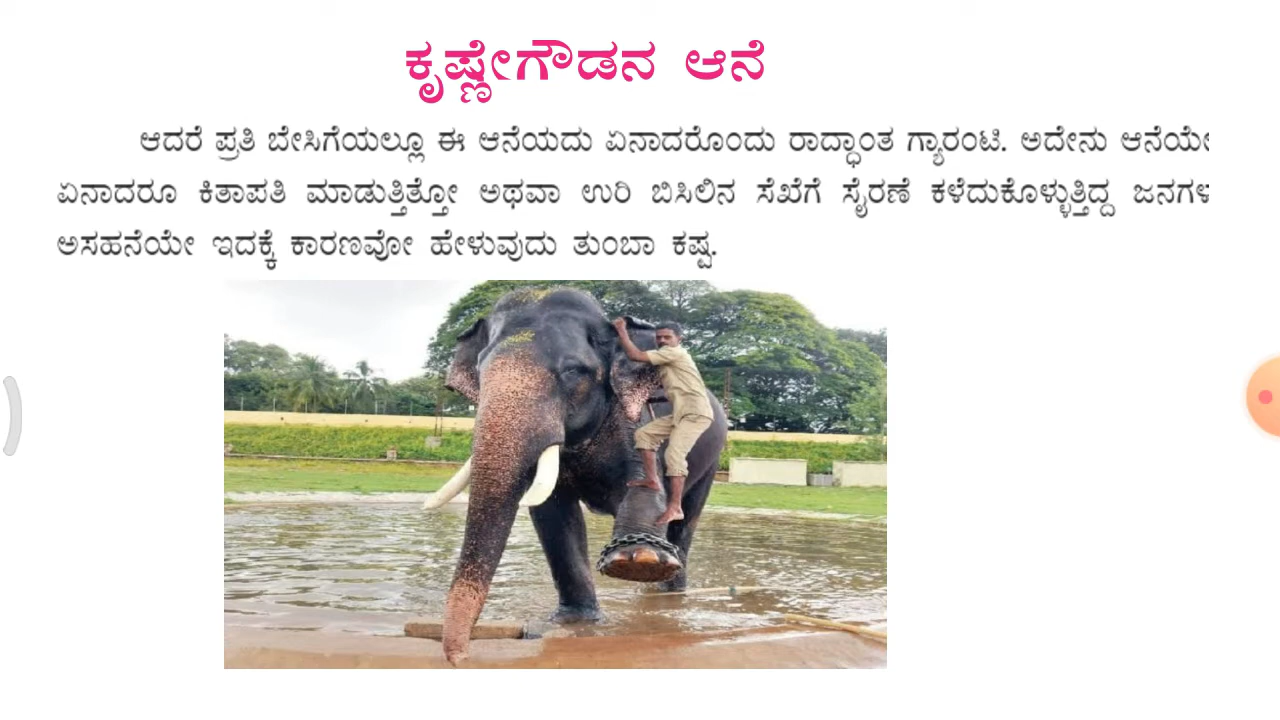 ಕೃಷ್ಣೇಗೌಡನ ಆನೆ
ಆದರೆ ಪ್ರತಿ ಬೇಸಿಗೆಯಲ್ಲೂ ಈ ಆನೆಯದು ಏನಾದರೊಂದು ರಾದ್ಧಾಂತ ಗ್ಯಾರಂಟಿ. ಅದೇನು ಆನೆಯೇ
ಏನಾದರೂ ಕಿತಾಪತಿ ಮಾಡುತ್ತಿತ್ತೋ ಅಥವಾ ಉರಿ ಬಿಸಿಲಿನ ಸೆಖೆಗೆ ಸೈರಣೆ ಕಳೆದುಕೊಳ್ಳುತ್ತಿದ್ದ ಜನಗಳ
ಅಸಹನೆಯೇ ಇದಕ್ಕೆ ಕಾರಣವೋ ಹೇಳುವುದು ತುಂಬಾ ಕಷ್ಟ.